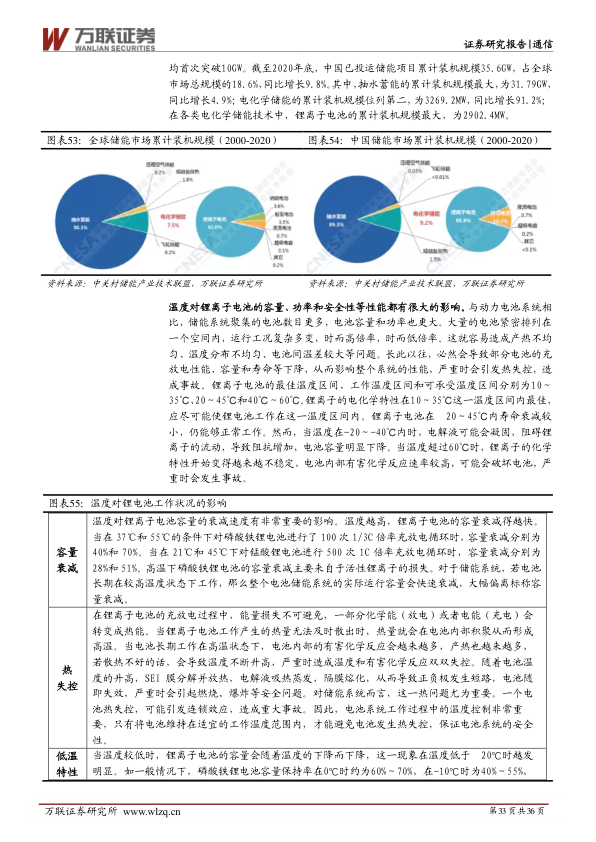 万联证券
WANLIAN SECURITIES
证券研究报告|通信
均首次突破10GW。截至2020年底，中国已投运储能项目累计装机规模35.6GW，占全球
市场总规模的18.6%,同比增长9.8%。其中,抽水蓄能的累计装机规模最大,为31.79GW,
同比增长4.9%；电化学储能的累计装机规模位列第二,为3269.2MW,同比增长91.2%；
在各类电化学储能技术中，锂离子电池的累计装机规模最大，为2902.4MW。
图表53：全球储能市场累计装机规模（2000-2020） 图表54：中国储能市场累计装机规模（2000-2020）
压缩空气储能
0.2%
熔融盐储热
1.8%
抽水蓄能
90.3%
电化学储能
7.5%
飞轮储能
0.2%
锂离子电池
92.0%
钠硫电池
3.6%
铅蓄电池
3.5%
液流电池
0.7%
超级电容
0.1%
其它
0.2%
压缩空气储能
0.03%
飞轮储能
<0.01%
抽水蓄能
89.3%
电化学储能
9.2%
熔融盐储热
1.5%
锂离子电池
88.8%
液流电池
0.7%
超级电容
0.2%
其它
<0.1%
资料来源：中关村储能产业技术联盟，万联证券研究所 资料来源：中关村储能产业技术联盟，万联证券研究所
温度对锂离子电池的容量、功率和安全性等性能都有很大的影响。与动力电池系统相
比，储能系统聚集的电池数目更多，电池容量和功率也更大。大量的电池紧密排列在
一个空间内，运行工况复杂多变，时而高倍率，时而低倍率。这就容易造成产热不均
匀、温度分布不均匀、电池间温差较大等问题。长此以往，必然会导致部分电池的充
放电性能、容量和寿命等下降，从而影响整个系统的性能，严重时会引发热失控，造
成事故。锂离子电池的最佳温度区间、工作温度区间和可承受温度区间分别为10～
35℃、20～45℃和40℃～60℃。锂离子的电化学特性在10～35℃这一温度区间内最佳，
应尽可能使锂电池工作在这一温度区间内。锂离子电池在 20～45℃内寿命衰减较
小，仍能够正常工作。然而，当温度在-20～-40℃内时，电解液可能会凝固，阻碍锂
离子的流动，导致阻抗增加，电池容量明显下降。当温度超过60℃时，锂离子的化学
特性开始变得越来越不稳定，电池内部有害化学反应速率较高，可能会破坏电池，严
重时会发生事故。
图表55：温度对锂电池工作状况的影响
容量
衰减
温度对锂离子电池容量的衰减速度有非常重要的影响。温度越高，锂离子电池的容量衰减得越快。
当在 37℃和 55℃的条件下对磷酸铁锂电池进行了 100 次 1/3C 倍率充放电循环时，容量衰减分别为
40%和 70%。当在 21℃和 45℃下对锰酸锂电池进行 500 次 1C 倍率充放电循环时，容量衰减分别为
28%和 51%。高温下磷酸铁锂电池的容量衰减主要来自于活性锂离子的损失。对于储能系统，若电池
长期在较高温度状态下工作，那么整个电池储能系统的实际运行容量会快速衰减，大幅偏离标称容
量衰减。
热
失控
在锂离子电池的充放电过程中，能量损失不可避免，一部分化学能（放电）或者电能（充电）会
转变成热能。当锂离子电池工作产生的热量无法及时散出时，热量就会在电池内部积聚从而形成
高温。当电池长期工作在高温状态下，电池内部的有害化学反应会越来越多，产热也越来越多，
若散热不好的话，会导致温度不断升高，严重时造成温度和有害化学反应双双失控。随着电池温
度的升高，SEI 膜分解并放热，电解液吸热蒸发，隔膜熔化，从而导致正负极发生短路，电池随
即失效，严重时会引起燃烧、爆炸等安全问题。对储能系统而言，这一热问题尤为重要。一个电
池热失控，可能引发连锁效应，造成重大事故。因此，电池系统工作过程中的温度控制非常重
要，只有将电池维持在适宜的工作温度范围内，才能避免电池发生热失控，保证电池系统的安全
性。
低温
特性
当温度较低时，锂离子电池的容量会随着温度的下降而下降，这一现象在温度低于 20℃时越发
明显。如一般情况下，磷酸铁锂电池容量保持率在0℃时约为60%～70%，在-10℃时为40%～55%，
万联证券研究所 www.wlzq.cn
第 33 页 共 36 页